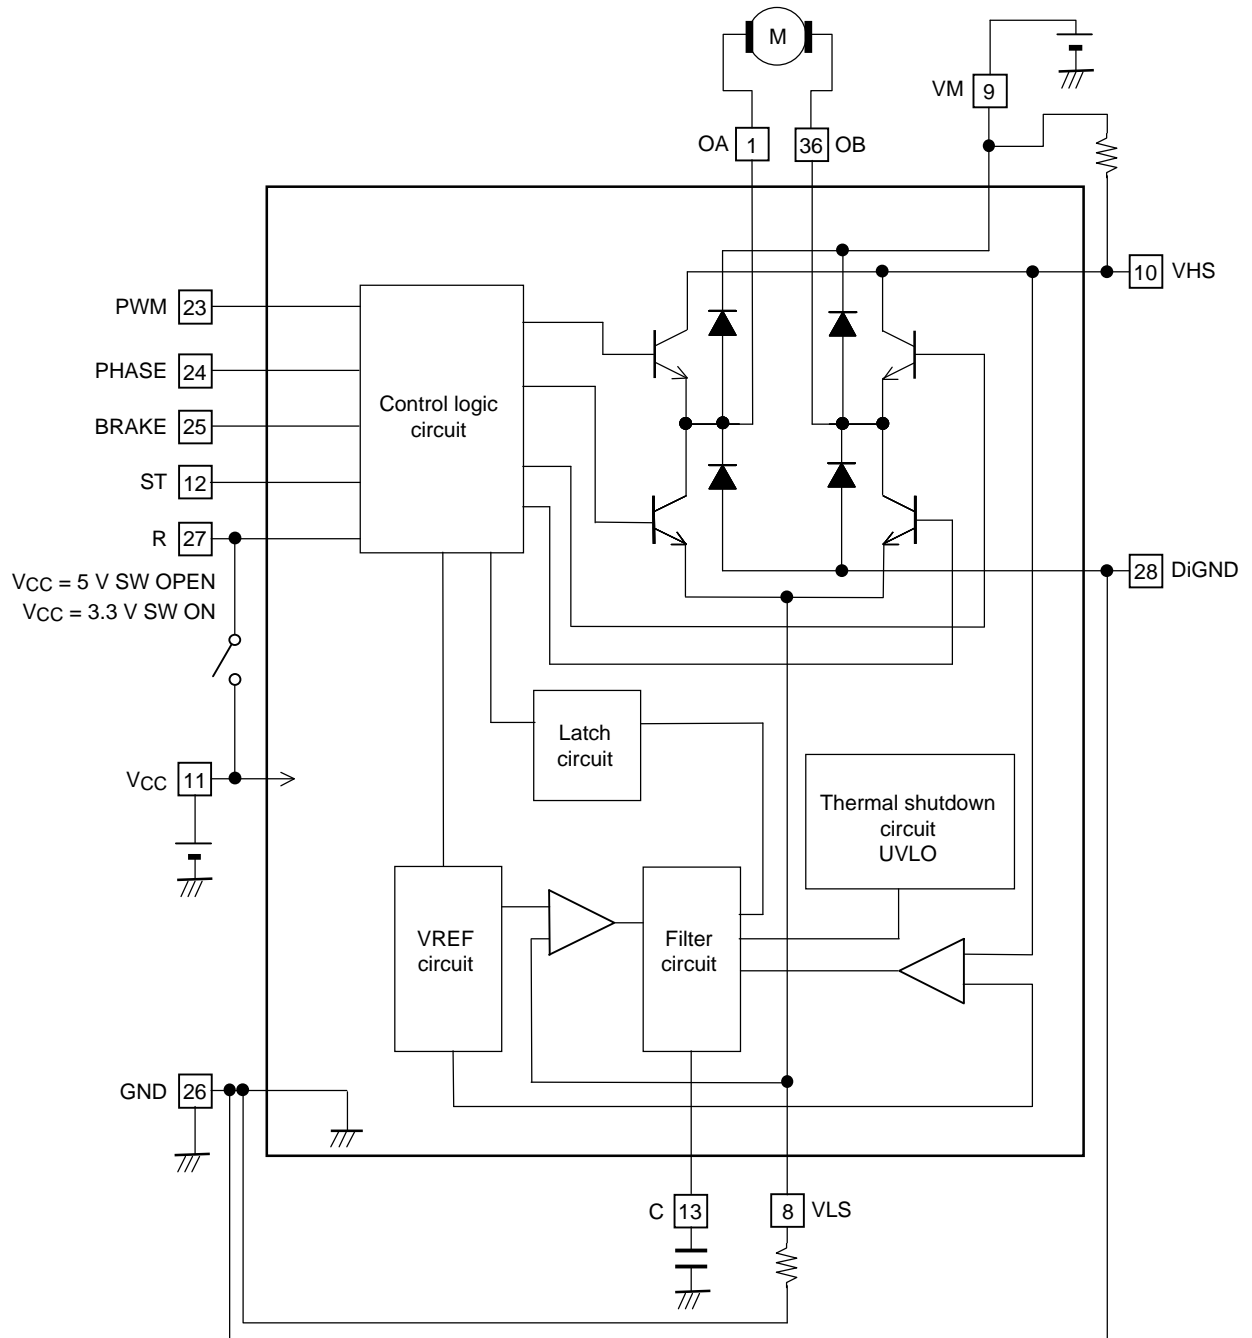 M
VM 9
OA 1
36 OB
10 VHS
PWM 23
PHASE 24
BRAKE 25
ST 12
R 27
Control logic
circuit
VCC = 5 V SW OPEN
VCC = 3.3 V SW ON
28 DiGND
Latch
circuit
VCC 11
Thermal shutdown
circuit
UVLO
VREF
circuit
Filter
circuit
GND 26
C 13
8 VLS